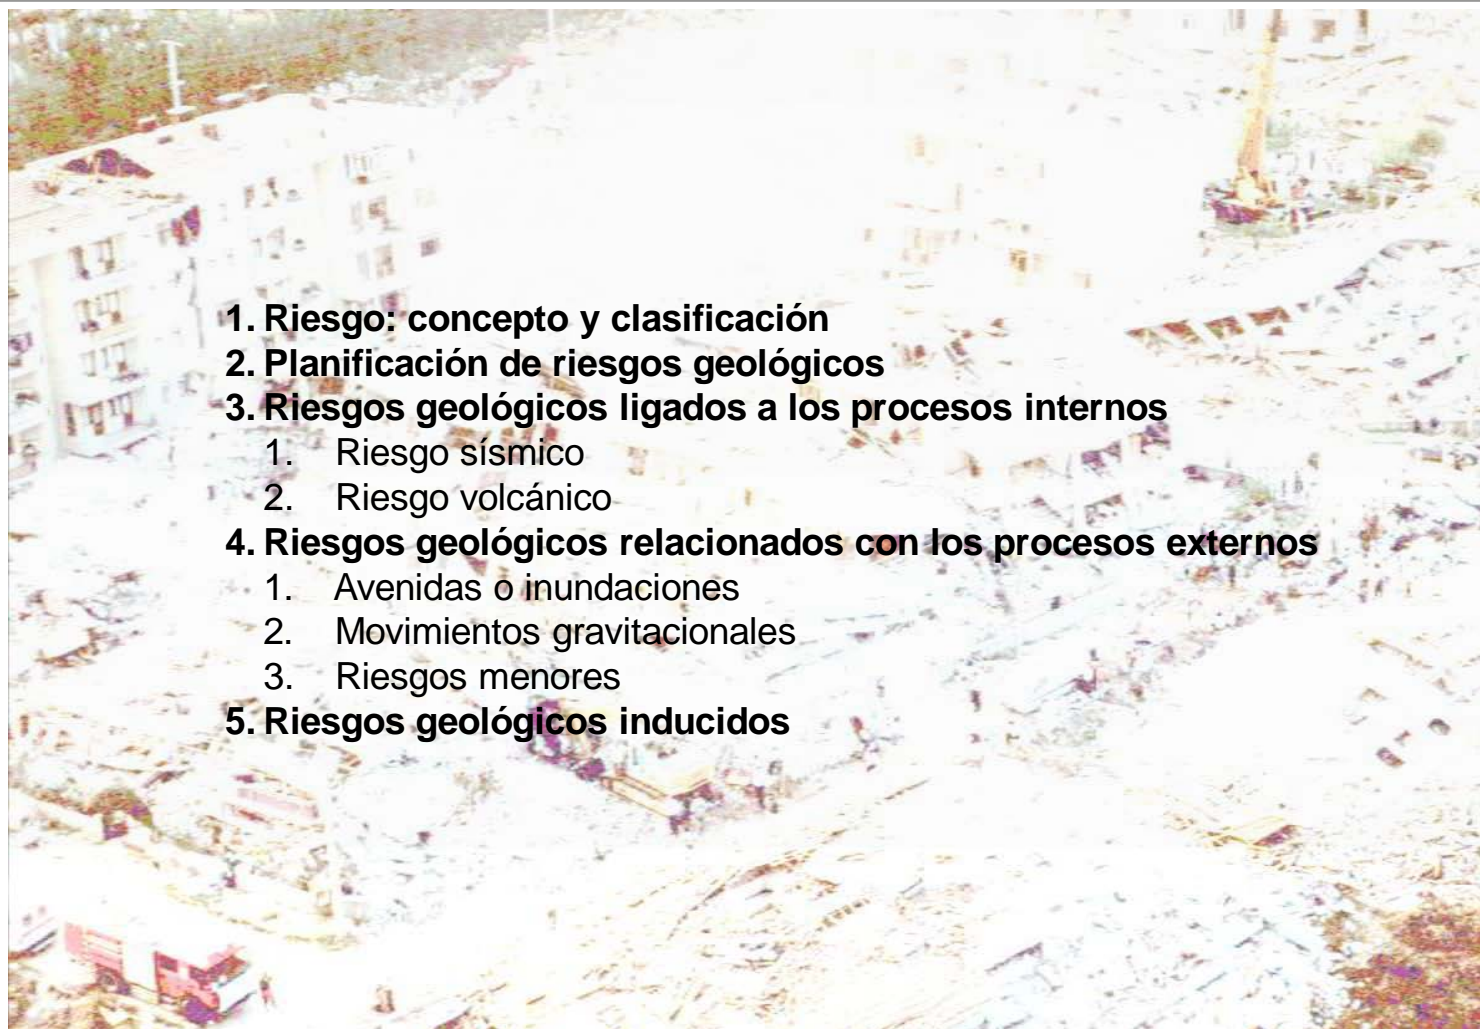 1. Riesgo: concepto y clasificación
2. Planificación de riesgos geológicos
3. Riesgos geológicos ligados a los procesos internos
1. Riesgo sísmico
2. Riesgo volcánico
4. Riesgos geológicos relacionados con los procesos externos
1. Avenidas o inundaciones
2. Movimientos gravitacionales
3. Riesgos menores
5. Riesgos geológicos inducidos